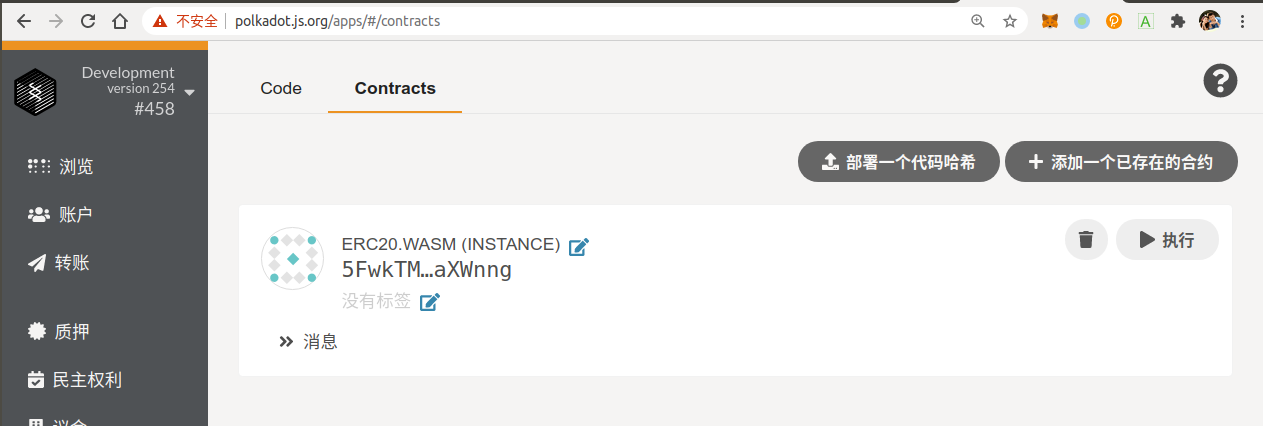 不安全 polkadot.js.org/apps/#/contracts
Development
version 254
#458
浏览
账户
转账
质押
民主权利
议会
Code Contracts
部署一个代码哈希 添加一个已存在的合约
ERC20.WASM (INSTANCE)
5FwkTM…aXWnng
没有标签
消息
执行